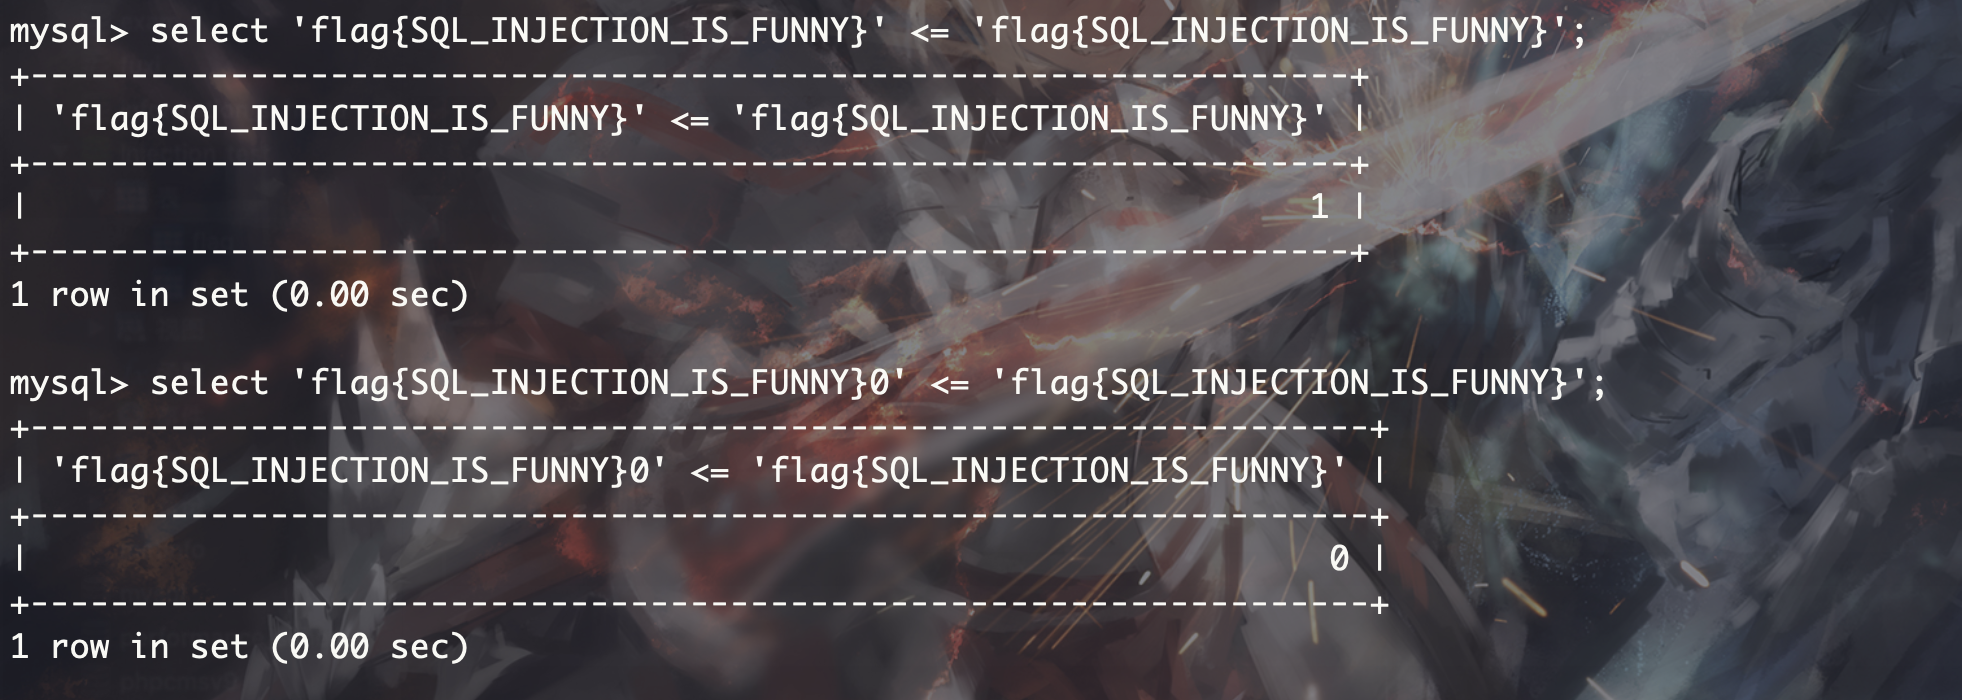 mysql> select 'flag{SQL_INJECTION_IS_FUNNY}' <= 'flag{SQL_INJECTION_IS_FUNNY}';
+------------------------------------------------------------------+
| 'flag{SQL_INJECTION_IS_FUNNY}' <= 'flag{SQL_INJECTION_IS_FUNNY}' |
+------------------------------------------------------------------+
|                                                                1 |
+------------------------------------------------------------------+
1 row in set (0.00 sec)

mysql> select 'flag{SQL_INJECTION_IS_FUNNY}0' <= 'flag{SQL_INJECTION_IS_FUNNY}';
+-------------------------------------------------------------------+
| 'flag{SQL_INJECTION_IS_FUNNY}0' <= 'flag{SQL_INJECTION_IS_FUNNY}' |
+-------------------------------------------------------------------+
|                                                                 0 |
+-------------------------------------------------------------------+
1 row in set (0.00 sec)